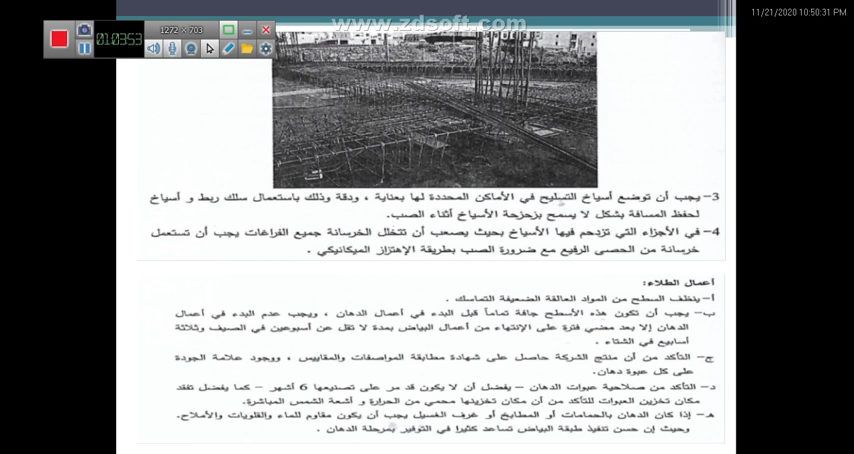 www.zdsoft.com
11/21/2020 10:50:31 PM
1272 x 703
01:03:53
3– يجب أن توضع أسياخ التسليح في الأماكن المحددة لها بعناية ، ودقة وذلك باستعمال سلك ربط و أسياخ
لحفظ المسافة بشكل لا يسمح بزحزحة الأسياخ أثناء الصب.
4– في الأجزاء التي تزدحم فيها الأسياخ بحيث يصعب أن تتخلل الخرسانة جميع الفراغات يجب أن تستعمل
خرسانة من الحصى الرفيع مع ضرورة الصب بطريقة الإهتزاز الميكانيكي .
أعمال الطلاء:
أ– ينظف السطح من المواد العالقة الضعيفة التماسك .
ب– يجب أن تكون هذه الأسطح جافة تماماً قبل البدء في أعمال الدهان ، ويجب عدم البدء في أعمال
الدهان إلا بعد مضي فترة على الإنتهاء من أعمال البياض بمدة لا تقل عن أسبوعين في الصيف وثلاثة
أسابيع في الشتاء .
ج– التأكد من أن منتج الشركة حاصل على شهادة مطابقة المواصفات والمقاييس ، ووجود علامة الجودة
على كل عبوة دهان.
د– التأكد من صلاحية عبوات الدهان – يفضل أن لا يكون قد مر على تصنيعها 6 أشهر – كما يفضل تفقد
مكان تخزين العبوات للتأكد من أن مكان تخزينها محمي من الحرارة و أشعة الشمس المباشرة.
هـ– إذا كان الدهان بالحمامات أو المطابخ أو غرف الغسيل يجب أن يكون مقاوم للماء والقلويات والأملاح.
وحيث إن حسن تنفيذ طبقة البياض تساعد كثيرا في التوفير بمرحلة الدهان .